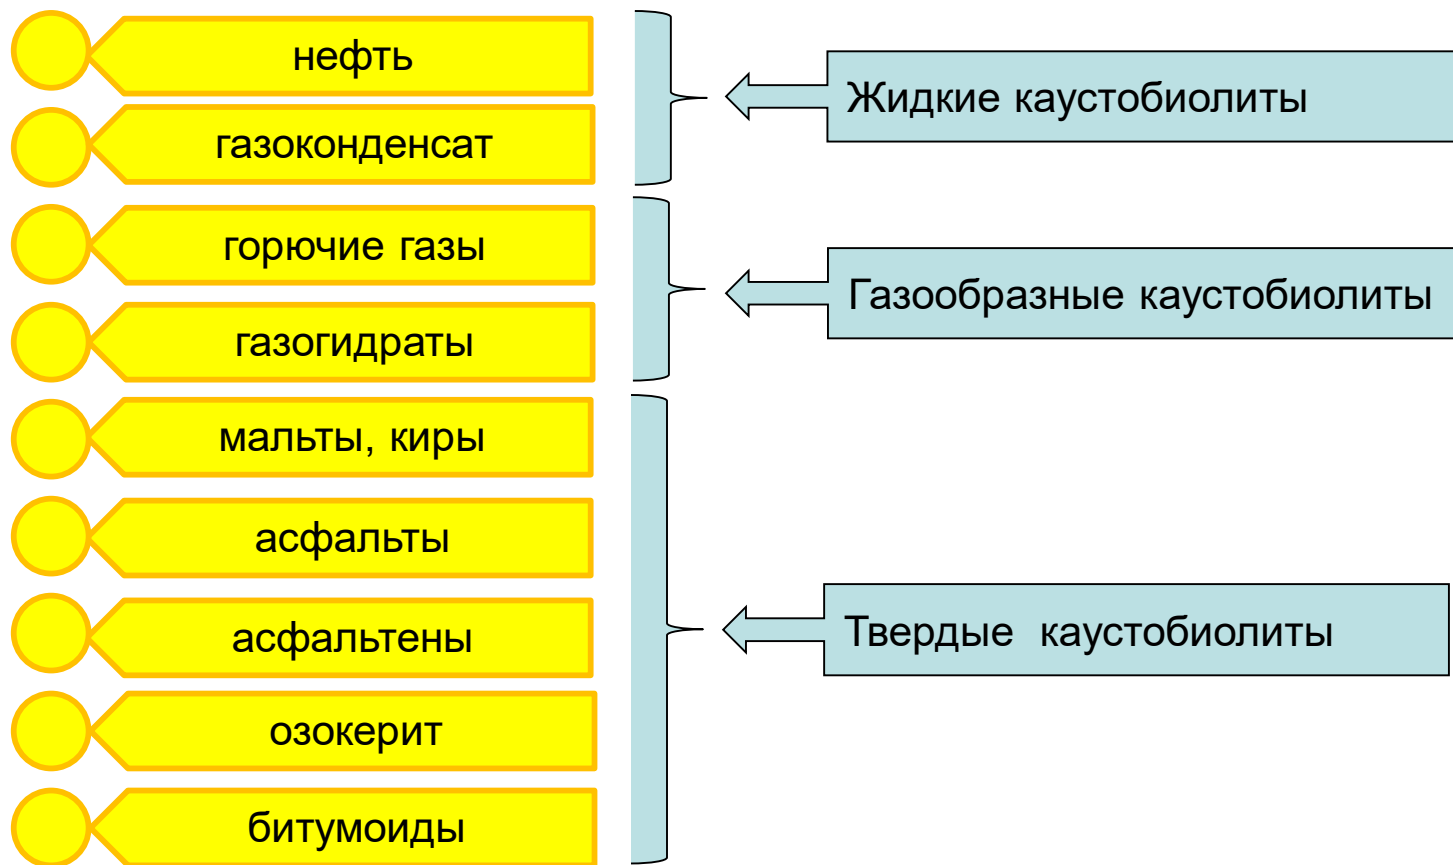 нефть
газоконденсат
горючие газы
газогидраты
мальты, киры
асфальты
асфальтены
озокерит
битумоиды
Жидкие каустобиолиты
Газообразные каустобиолиты
Твердые  каустобиолиты